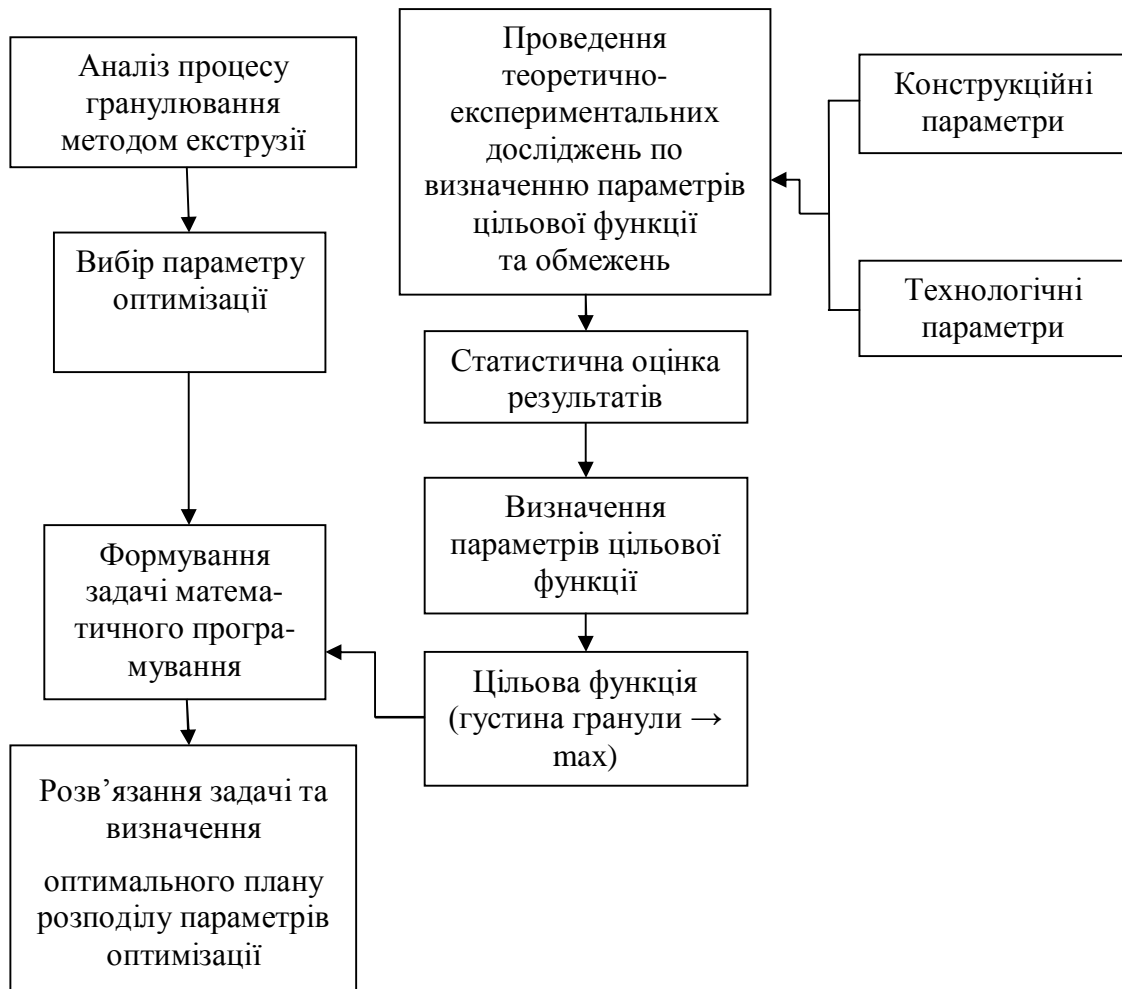 Аналіз процесу
гранулювання
методом екструзії
Вибір параметру
оптимізації
Формування
задачі матема-
тичного програ-
мування
Розв’язання задачі та
визначення
оптимального плану
розподілу параметрів
оптимізації
Проведення
теоретично-
експериментальних
досліджень по
визначенню параметрів
цільової функції
та обмежень
Статистична оцінка
результатів
Визначення
параметрів цільової
функції
Цільова функція
(густина гранули →
max)
Конструкційні
параметри
Технологічні
параметри